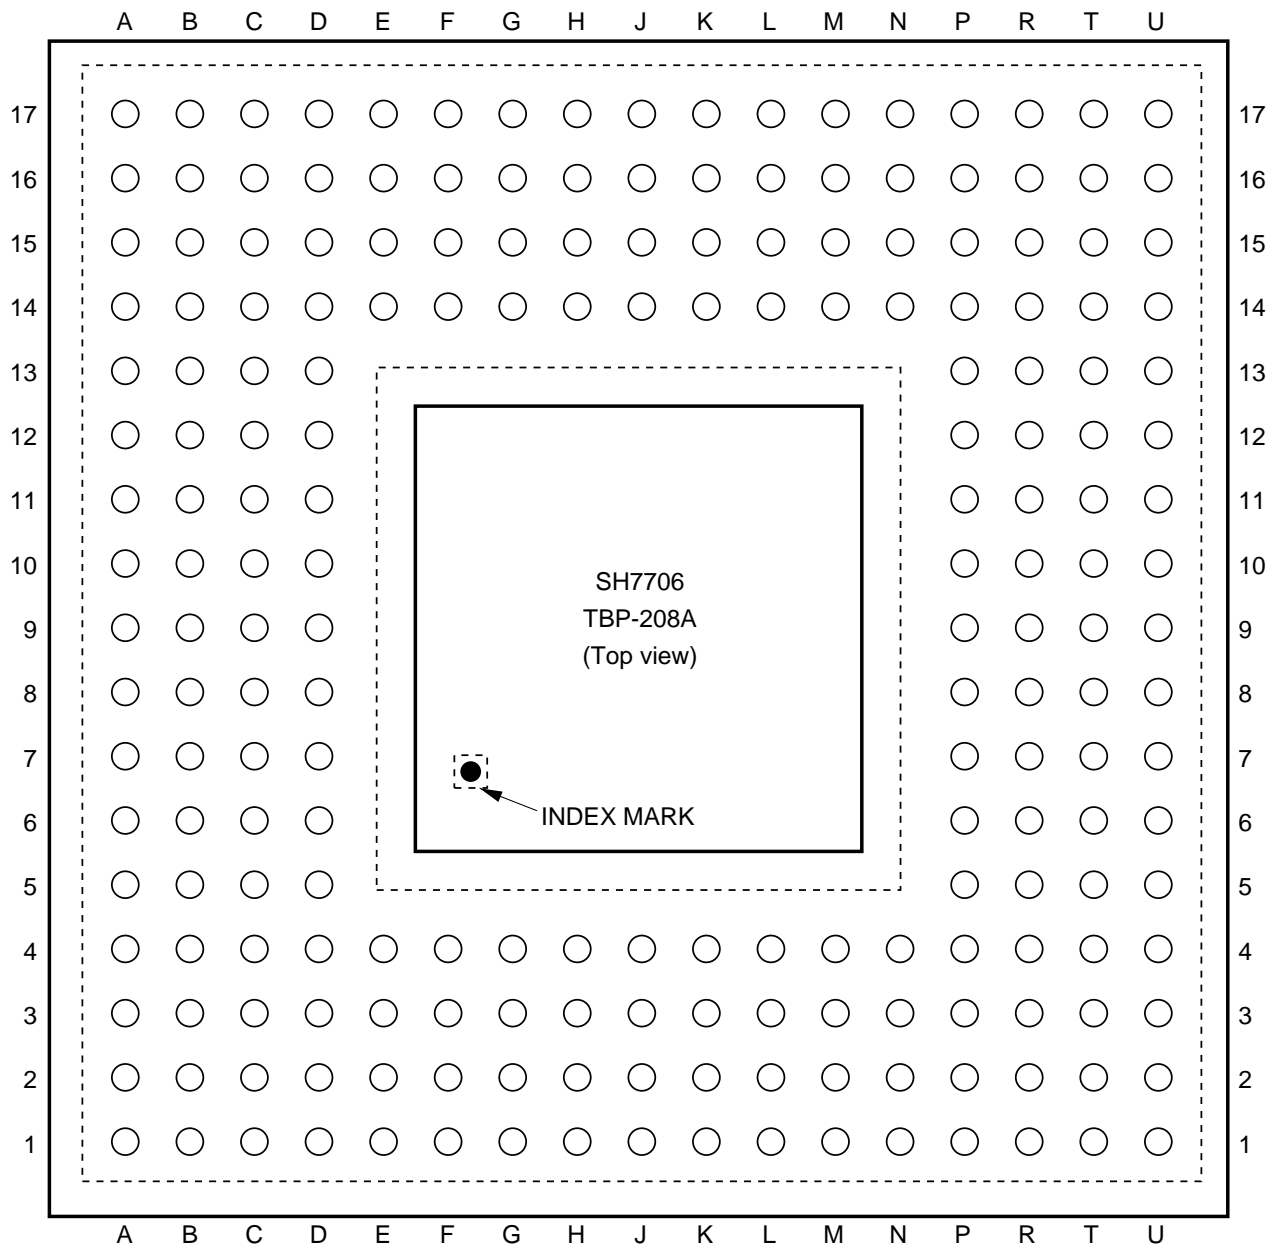 A B C D E F G H J K L M N P R T U
17 17
16 16
15 15
14 14
13 13
12 12
11 11
10 10
SH7706
TBP-208A
9 9
(Top view)
8 8
7 7
INDEX MARK
6 6
5 5
4 4
3 3
2 2
1 1
A B C D E F G H J K L M N P R T U